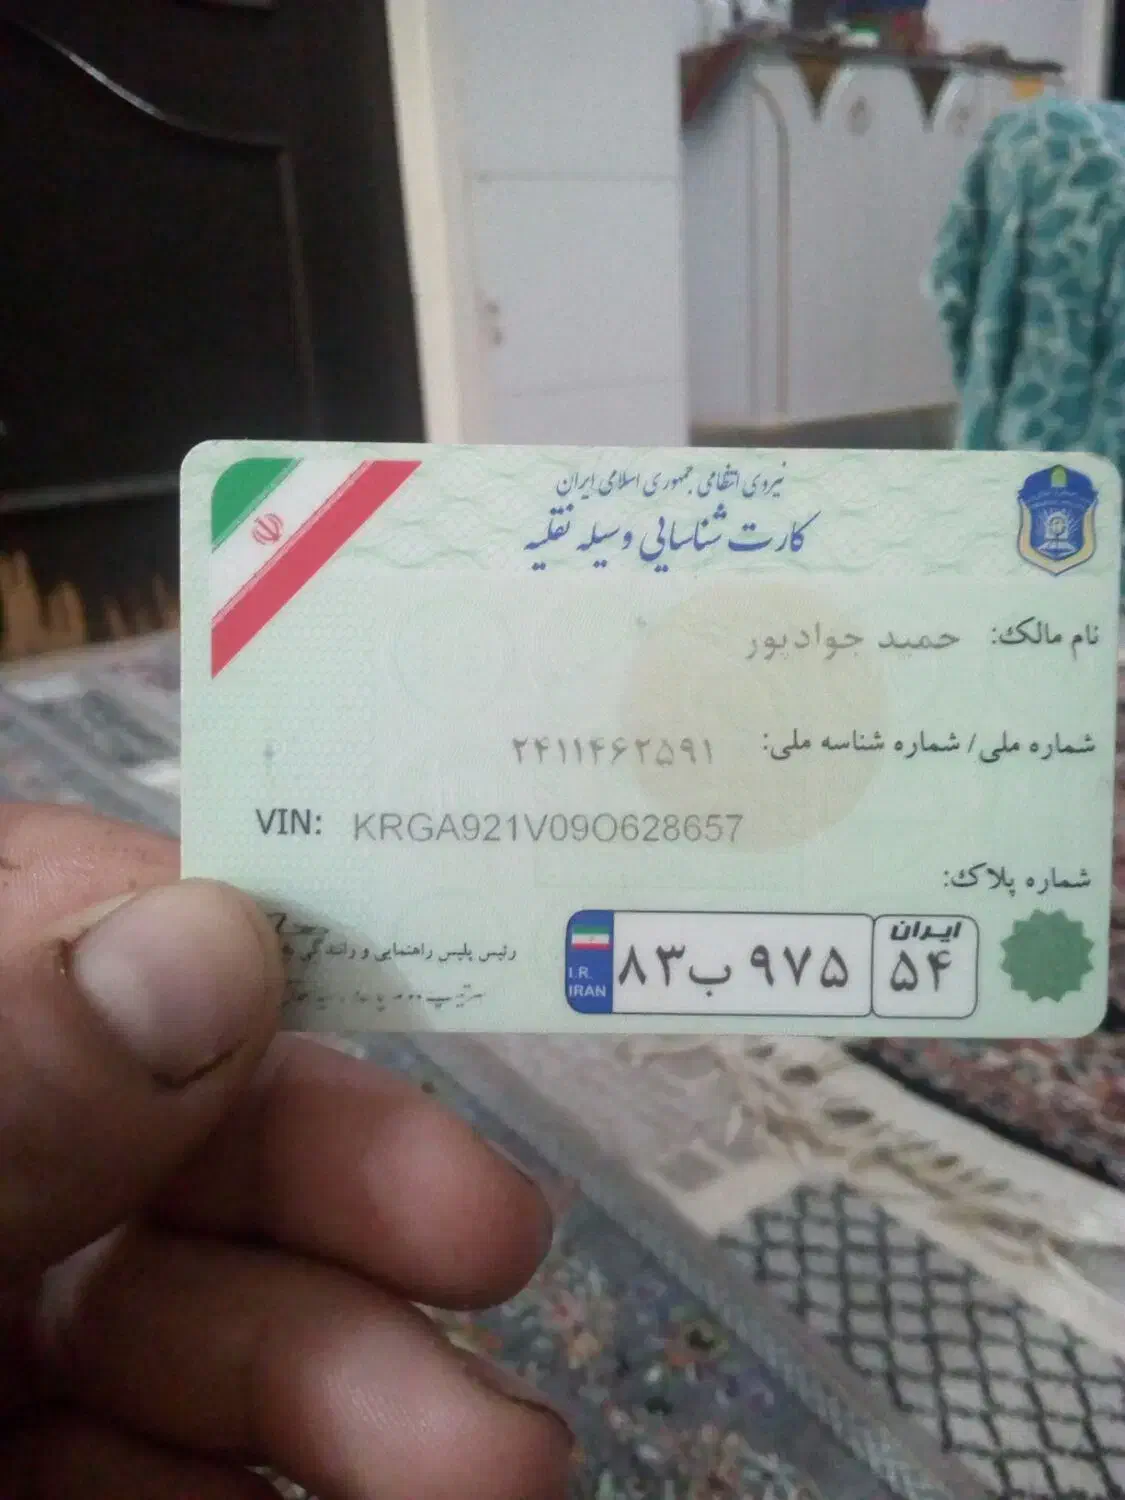 نیروی انتظامی جمهوری اسلامی ایران
کارت شناسایی وسیله نقلیه
نام مالک: حمید جوادپور
شماره ملی/ شماره شناسه ملی: ۲۴۱۱۴۶۲۵۹۱
VIN: KRGA921V09O628657
شماره پلاک:
I.R. IRAN
۸۳ ب ۹۷۵
ایران
۵۴
رئیس پلیس راهنمایی و رانندگی